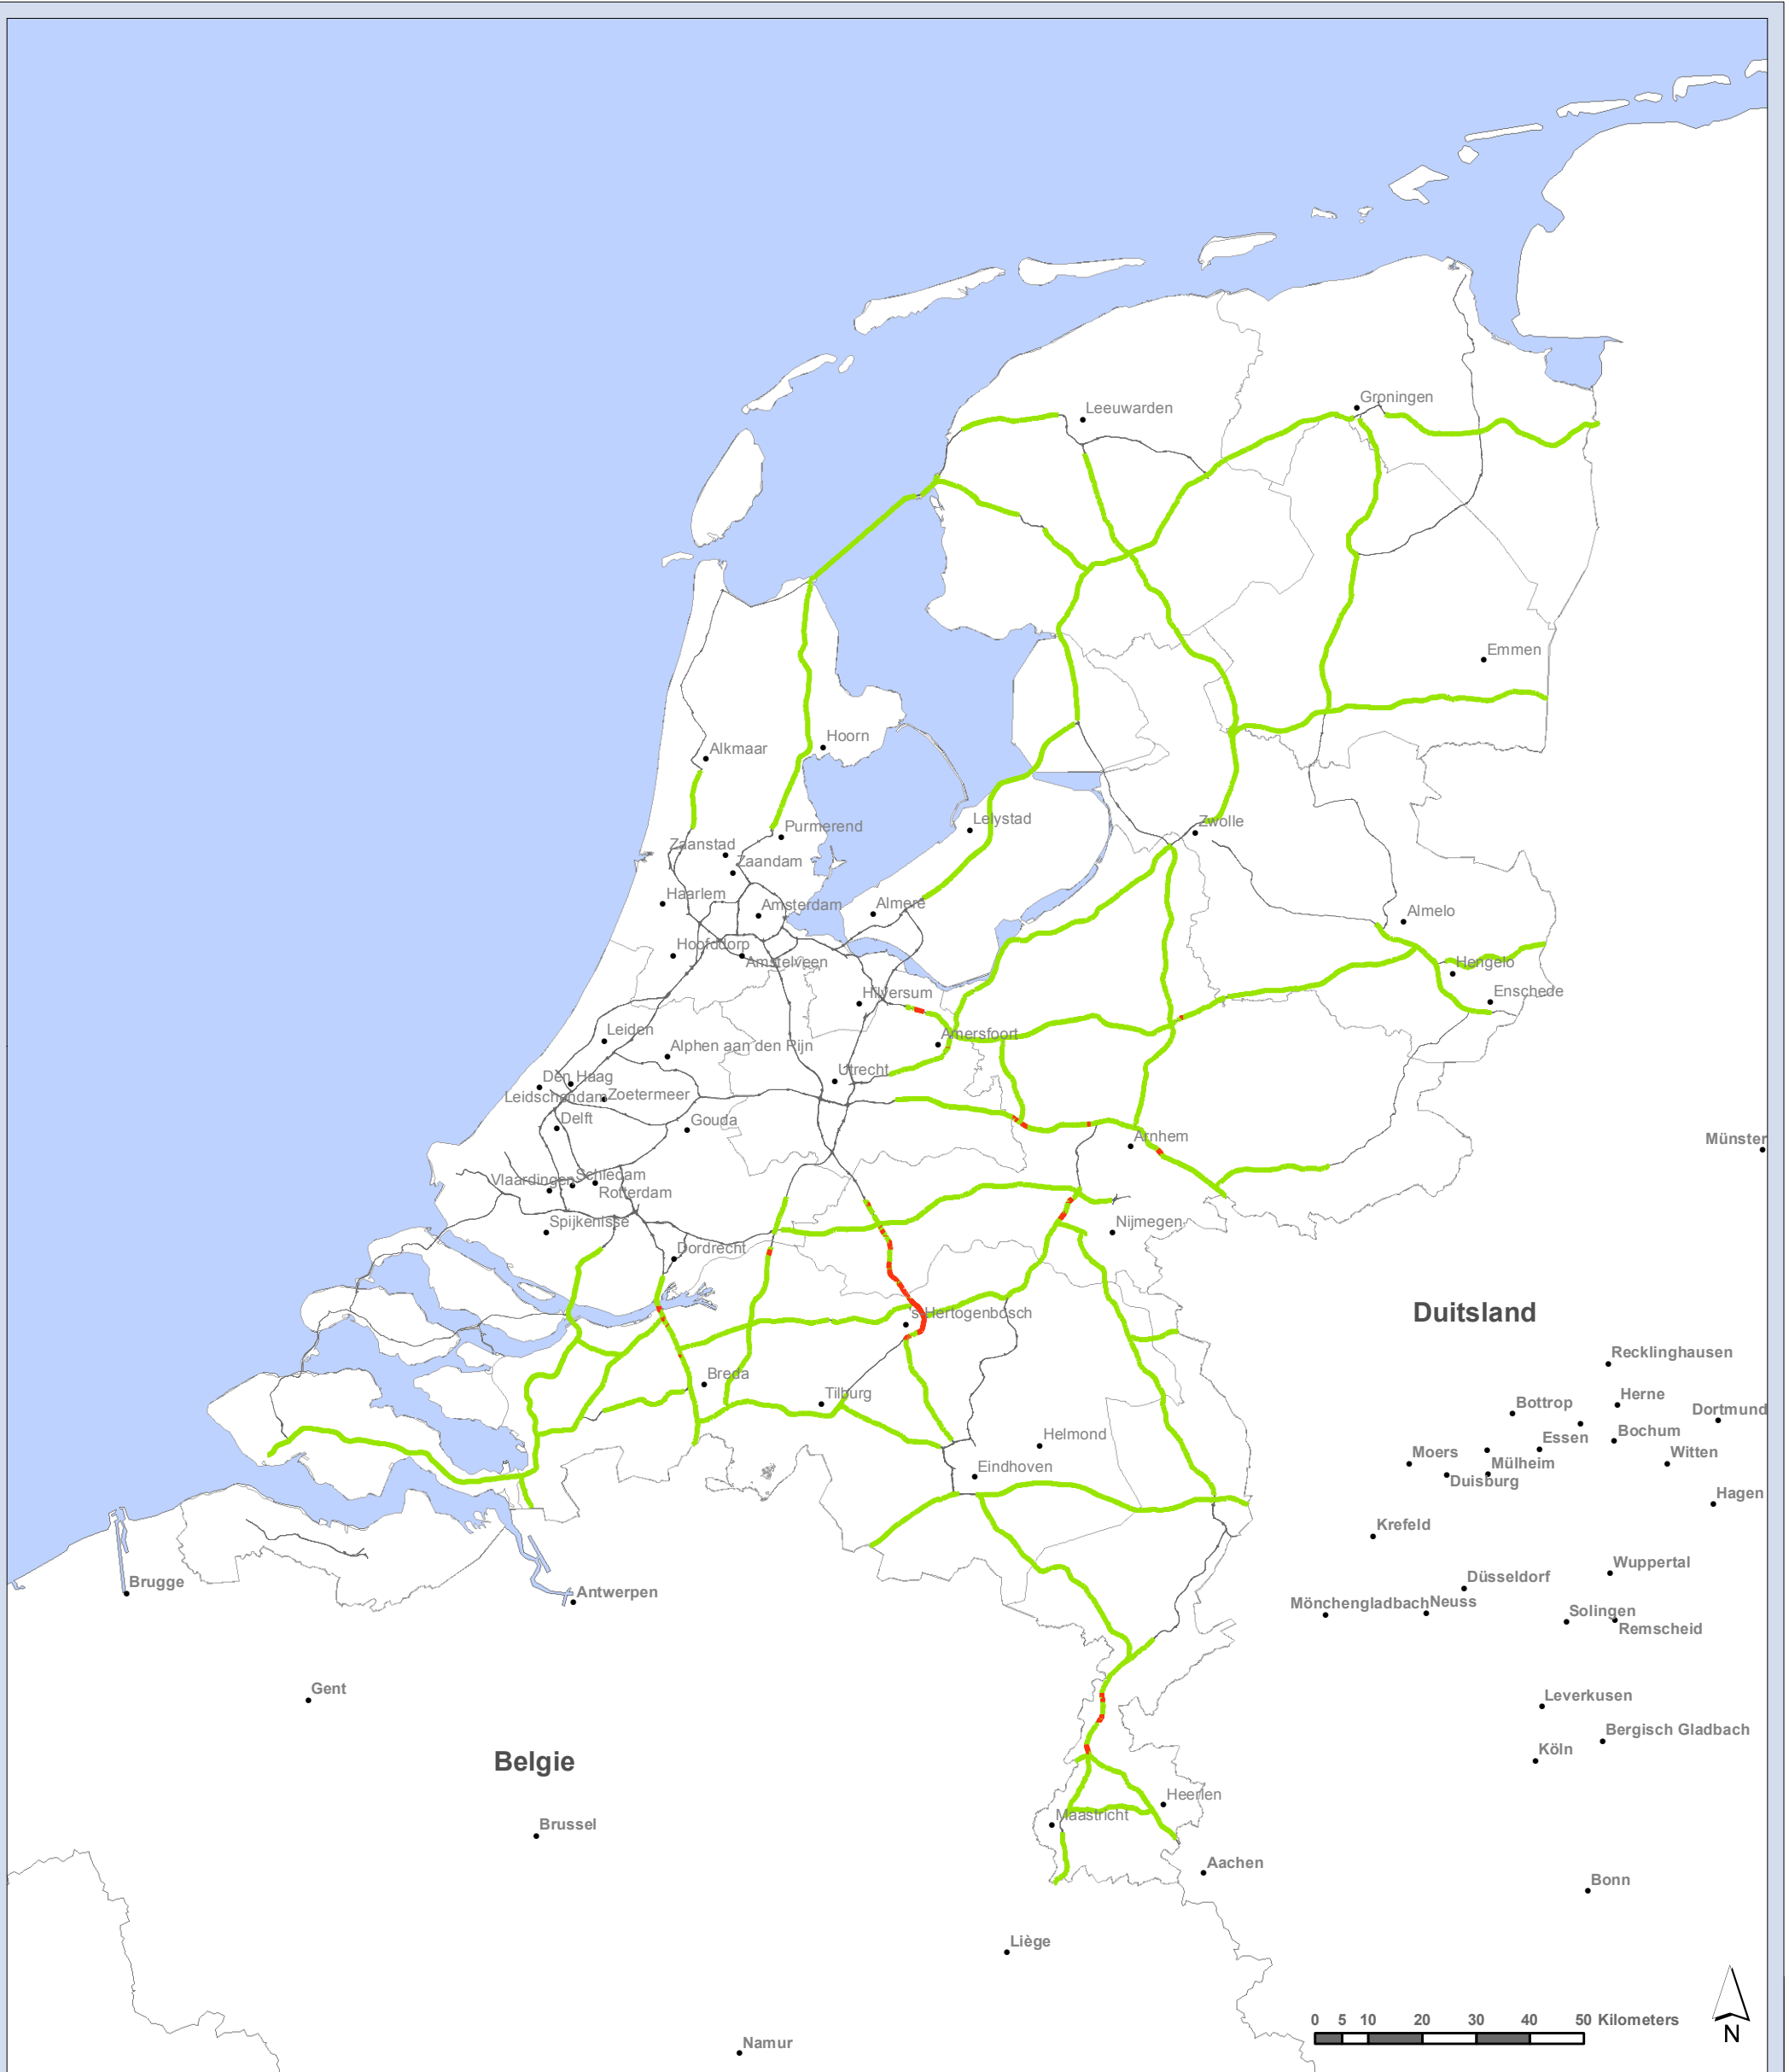 Leeuwarden
Groningen
Emmen
Hoorn
Alkmaar
Purmerend
Lelystad
Zwolle
Zaanstad
Zaandam
Haarlem
Amsterdam
Almere
Almelo
Hoofddorp
Amstelveen
Hengelo
Hilversum
Enschede
Leiden
Amersfoort
Alphen aan den Rijn
Utrecht
Den Haag
Leidschendam
Zoetermeer
Delft
Gouda
Arnhem
Münster
Schiedam
Vlaardingen
Rotterdam
Spijkenisse
Nijmegen
Dordrecht
's Hertogenbosch
Duitsland
Recklinghausen
Breda
Tilburg
Bottrop
Herne
Dortmund
Helmond
Essen
Bochum
Moers
Mülheim
Witten
Eindhoven
Duisburg
Hagen
Krefeld
Wuppertal
Brugge
Antwerpen
Düsseldorf
Mönchengladbach
Neuss
Solingen
Remscheid
Gent
Leverkusen
Bergisch Gladbach
Belgie
Köln
Heerlen
Maastricht
Brussel
Aachen
Bonn
Liège
0 5 10 20 30 40 50 Kilometers
N
Namur